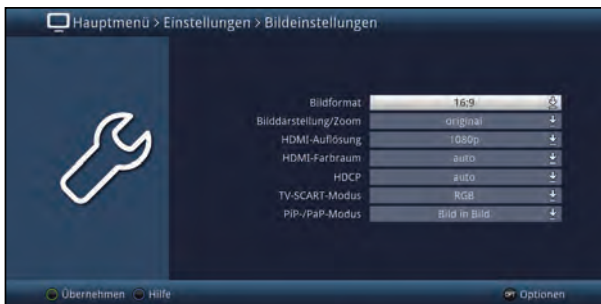 Hauptmenü > Einstellungen > Bildeinstellungen
Bildformat 16:9
Bilddarstellung/Zoom original
HDMI-Auflösung 1080p
HDMI-Farbraum auto
HDCP auto
TV-SCART-Modus RGB
PiP-/PaP-Modus Bild in Bild
Übernehmen Hilfe OPT Optionen